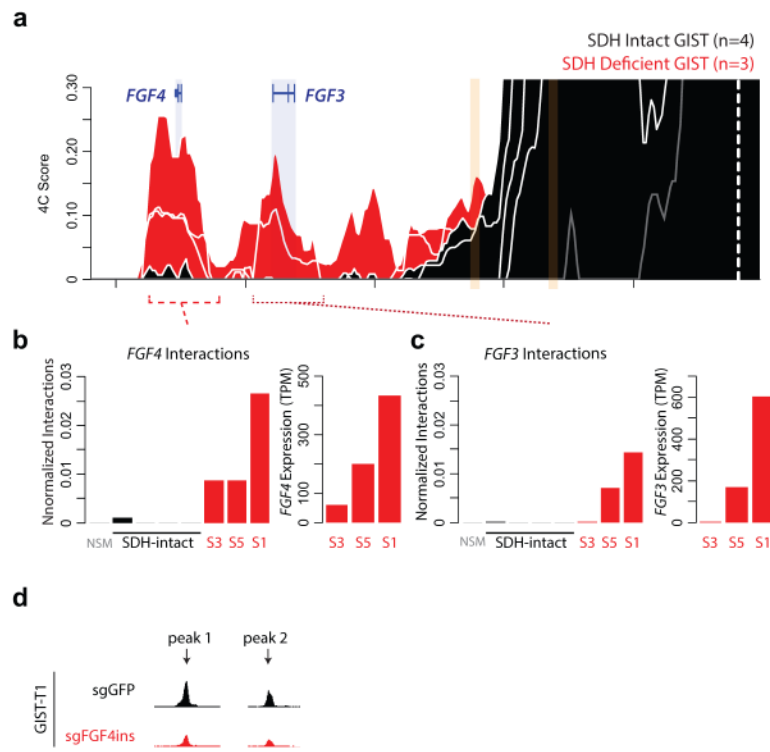 a
SDH Intact GIST (n=4)
SDH Deficient GIST (n=3)
0.30
0.20
0.10
0
4C Score
FGF4
FGF3
b
FGF4 Interactions
0.03
0.02
0.01
0
Nnormalized Interactions
NSM
SDH-intact
S3 S5 S1
500
300
100
0
FGF4 Expression (TPM)
S3 S5 S1
c
FGF3 Interactions
0.03
0.02
0.01
0
Normalized Interactions
NSM
SDH-intact
S3 S5 S1
600
400
200
0
FGF3 Expression (TPM)
S3 S5 S1
d
peak 1 peak 2
GIST-T1
sgGFP
sgFGF4ins